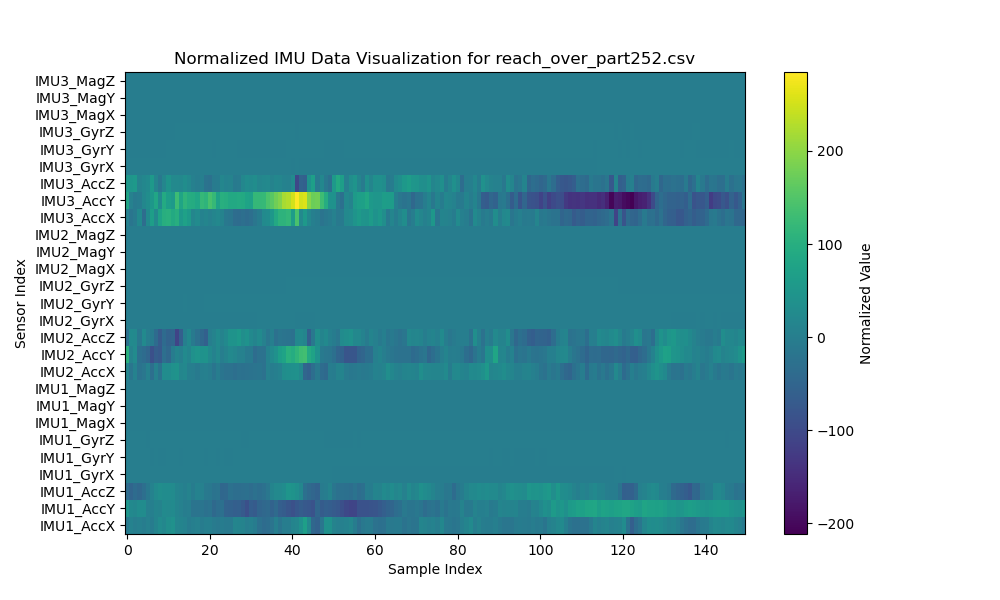 Normalized IMU Data Visualization for reach_over_part252.csv
IMU3_MagZ
IMU3_MagY
IMU3_MagX
IMU3_GyrZ
IMU3_GyrY
IMU3_GyrX
IMU3_AccZ
IMU3_AccY
IMU3_AccX
IMU2_MagZ
IMU2_MagY
IMU2_MagX
IMU2_GyrZ
IMU2_GyrY
IMU2_GyrX
IMU2_AccZ
IMU2_AccY
IMU2_AccX
IMU1_MagZ
IMU1_MagY
IMU1_MagX
IMU1_GyrZ
IMU1_GyrY
IMU1_GyrX
IMU1_AccZ
IMU1_AccY
IMU1_AccX
Sensor Index
0 20 40 60 80 100 120 140
Sample Index
200
100
0
−100
−200
Normalized Value